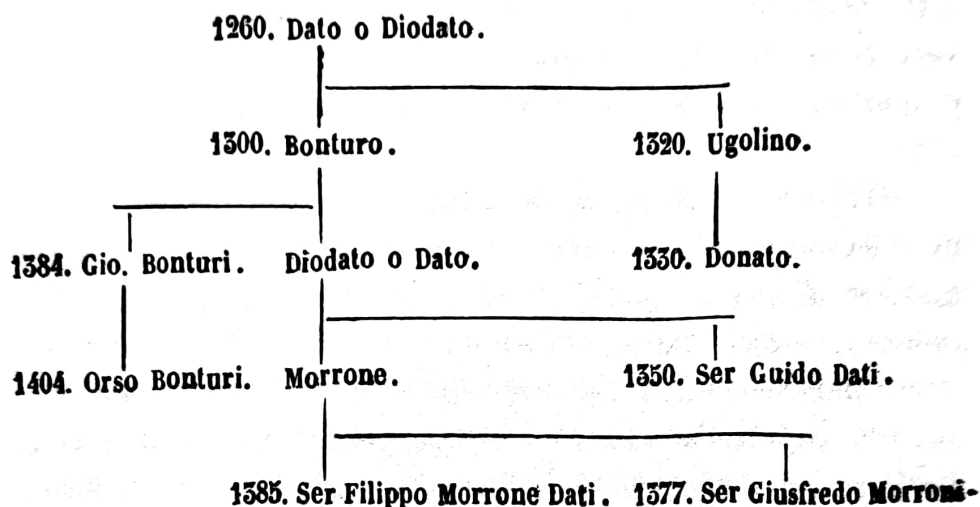 1260. Dato o Diodato.
1300. Bonturo. 1320. Ugolino.
1384. Gio. Bonturi. Diodato o Dato. 1330. Donato.
1404. Orso Bonturi. Morrone. 1350. Ser Guido Dati.
1385. Ser Filippo Morrone Dati. 1377. Ser Giusfredo Morroni-